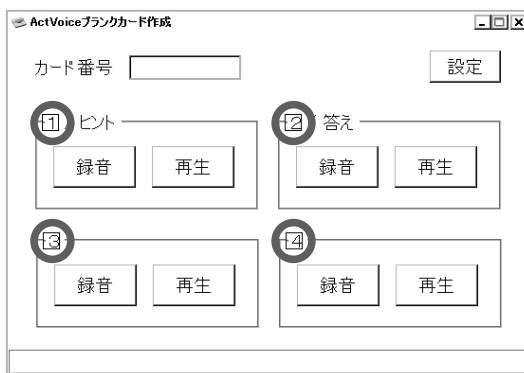 ActVoiceブランクカード作成
カード番号
設定
1 ヒント
2 答え
録音 再生
録音 再生
3
4
録音 再生
録音 再生